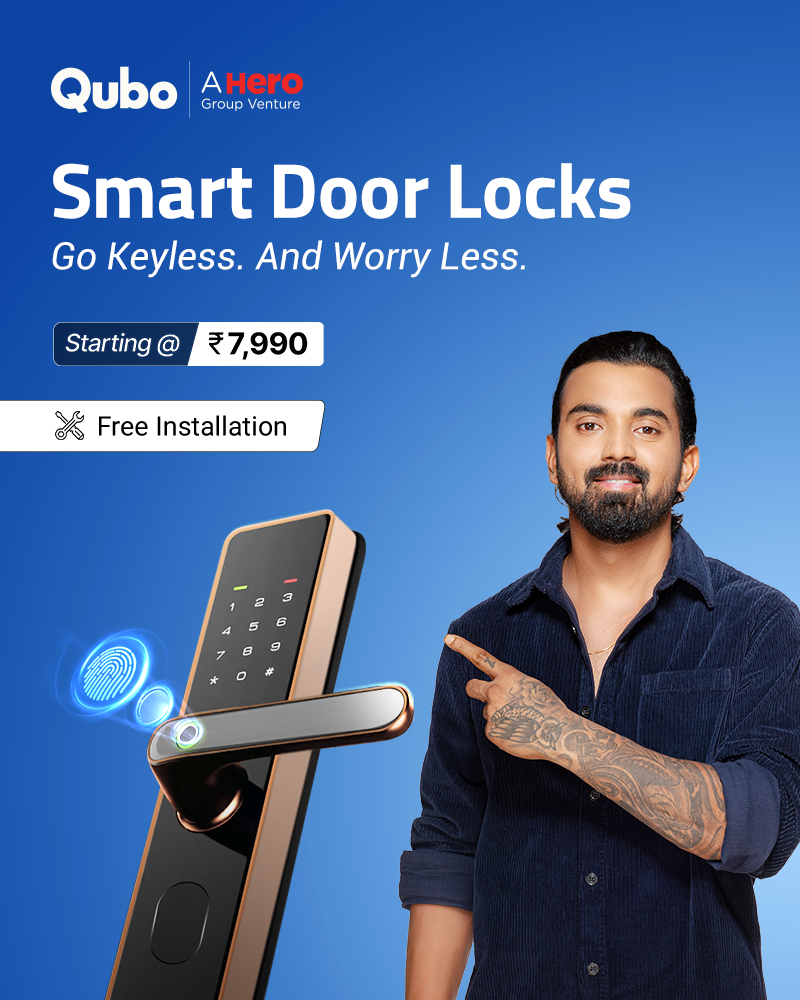 Qubo
A Hero
Group Venture
Smart Door Locks
Go Keyless. And Worry Less.
Starting @ ₹7,990
Free Installation
1 2 3
4 5 6
7 8 9
* 0 #